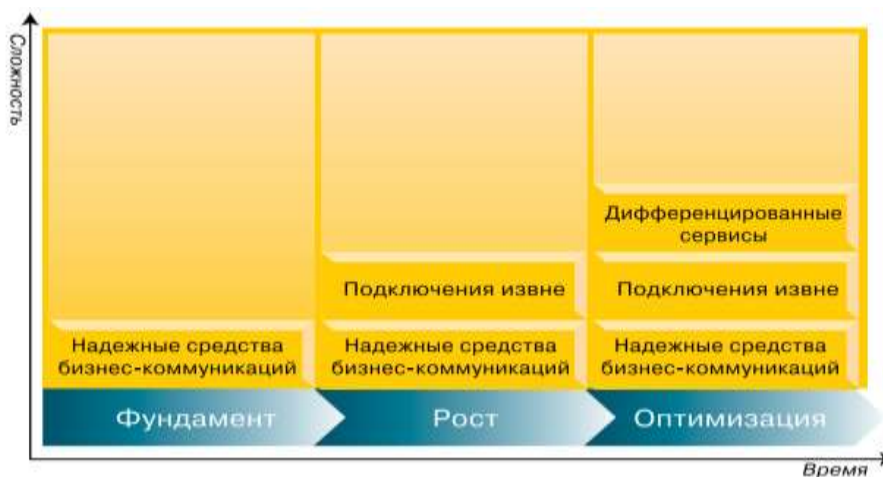 Сложность
Дифференцированные
сервисы
Подключения извне
Подключения извне
Надежные средства
бизнес-коммуникаций
Надежные средства
бизнес-коммуникаций
Надежные средства
бизнес-коммуникаций
Фундамент
Рост
Оптимизация
Время